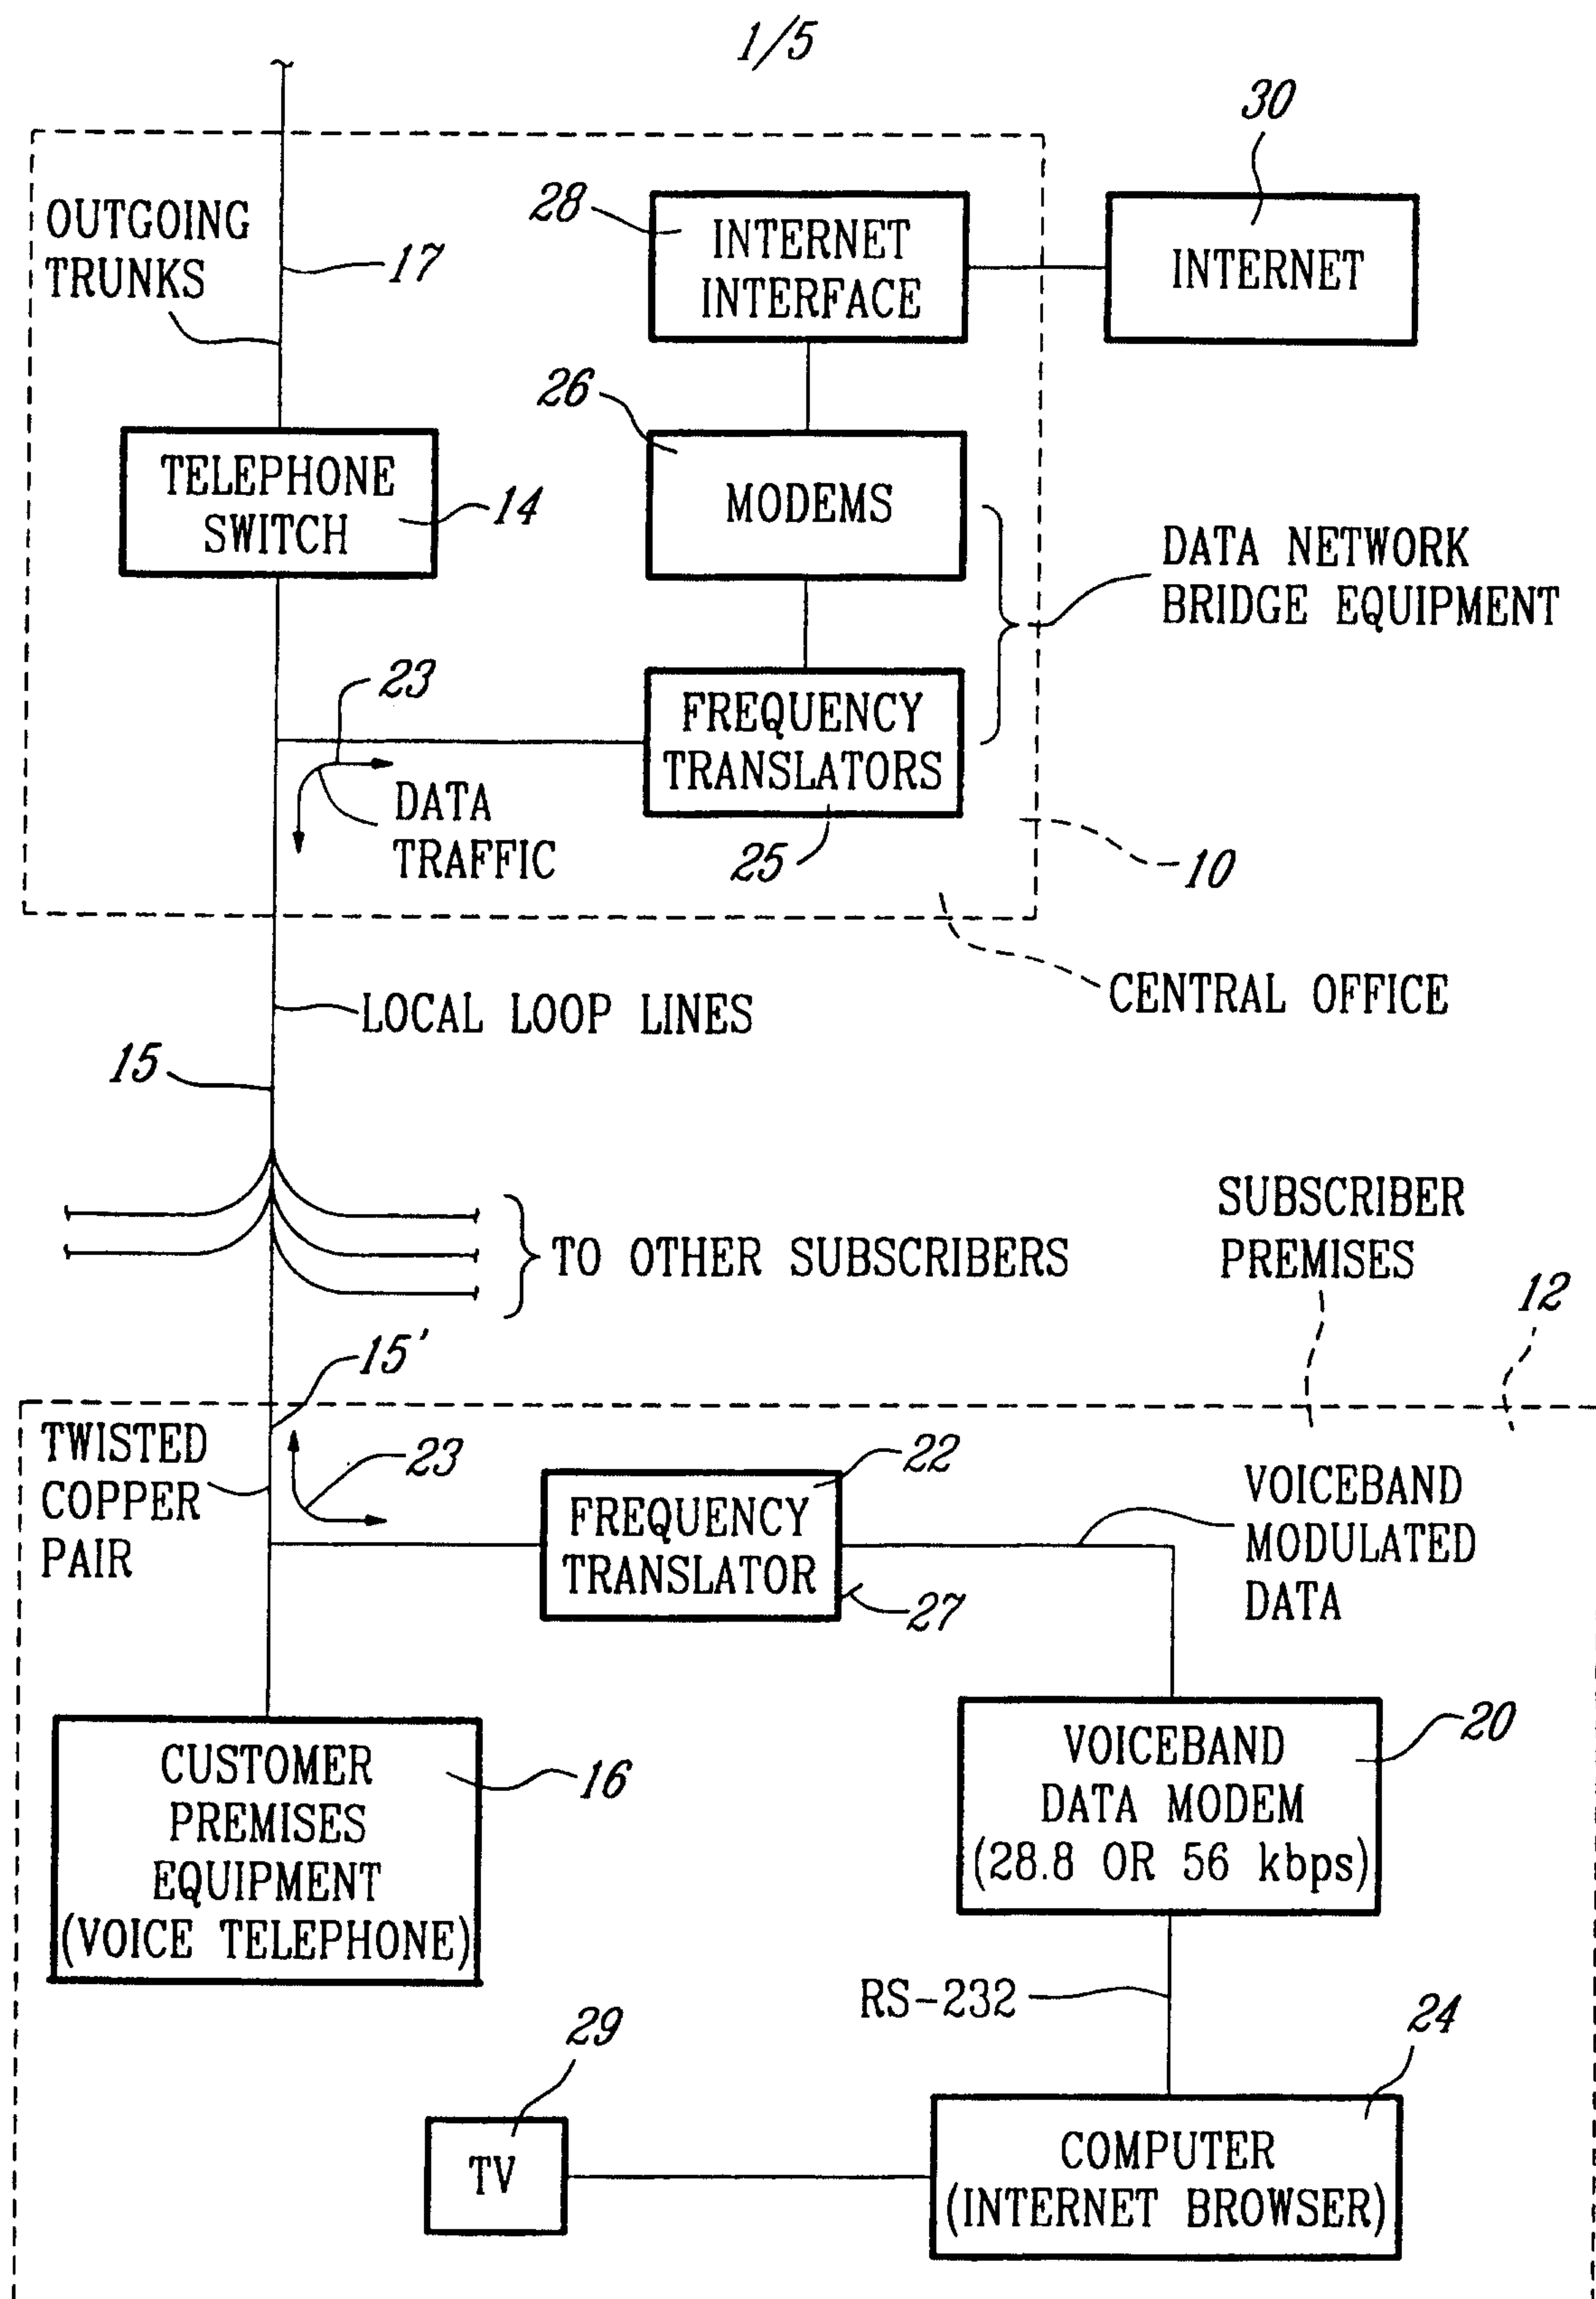 1/5
30
OUTGOING
TRUNKS
17
28
INTERNET
INTERFACE
INTERNET
26
TELEPHONE
SWITCH
14
MODEMS
DATA NETWORK
BRIDGE EQUIPMENT
23
FREQUENCY
TRANSLATORS
DATA
TRAFFIC
25
10
CENTRAL OFFICE
LOCAL LOOP LINES
15
TO OTHER SUBSCRIBERS
SUBSCRIBER
PREMISES
12
15'
TWISTED
COPPER
PAIR
23
22
FREQUENCY
TRANSLATOR
27
VOICEBAND
MODULATED
DATA
CUSTOMER
PREMISES
EQUIPMENT
(VOICE TELEPHONE)
16
VOICEBAND
DATA MODEM
(28.8 OR 56 kbps)
20
RS-232
29
TV
24
COMPUTER
(INTERNET BROWSER)